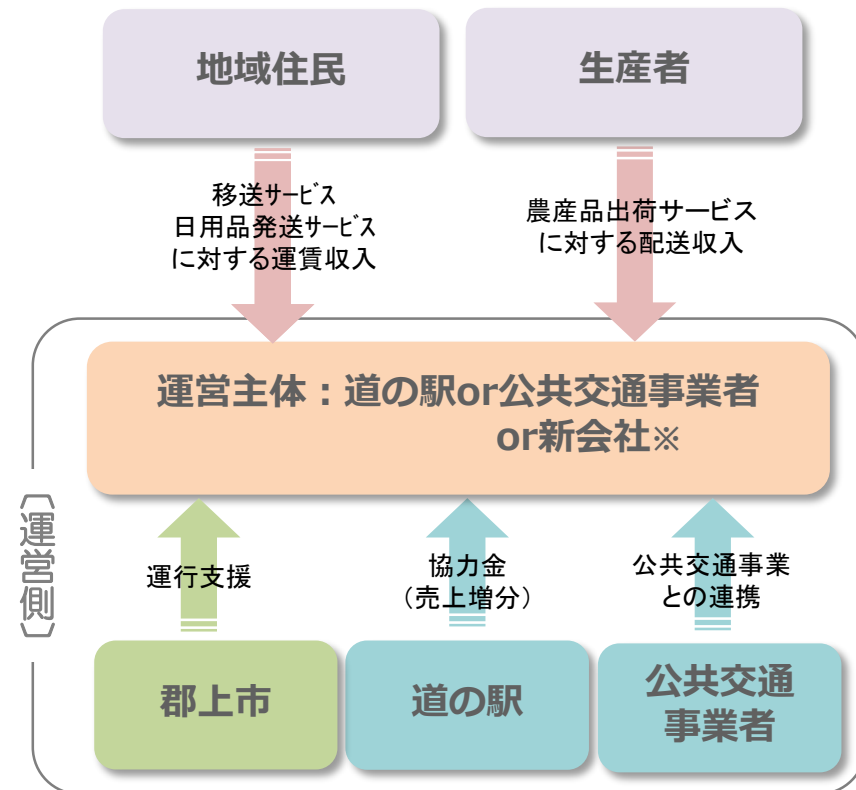 地域住民
生産者
移送ｻｰﾋﾞｽ
日用品発送ｻｰﾋﾞｽ
に対する運賃収入
農産品出荷サービス
に対する配送収入
運営主体：道の駅or公共交通事業者
or新会社※
〔運営側〕
運行支援
協力金
（売上増分）
公共交通事業
との連携
郡上市
道の駅
公共交通
事業者